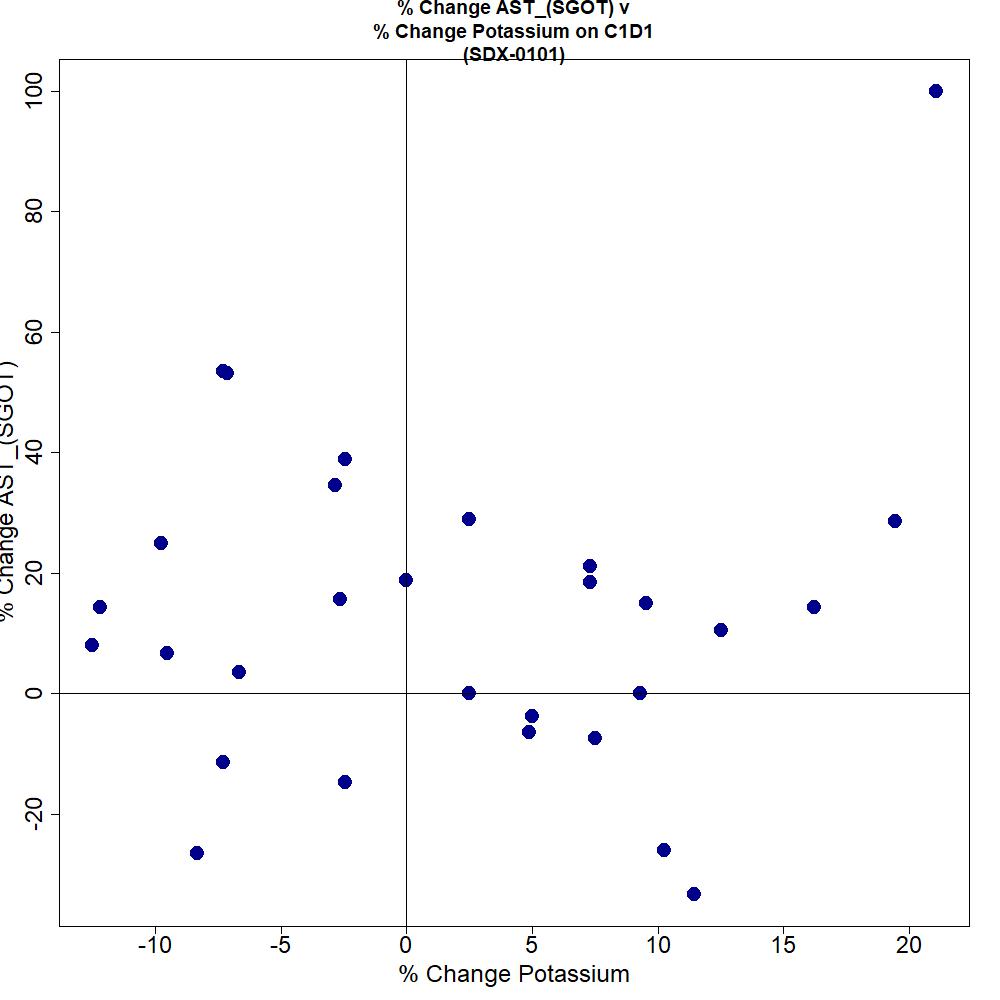 % Change AST_(SGOT) v
% Change Potassium on C1D1
(SDX-0101)
100
80
60
40
20
0
-20
% Change AST_(SGOT)
-10
-5
0
5
10
15
20
% Change Potassium